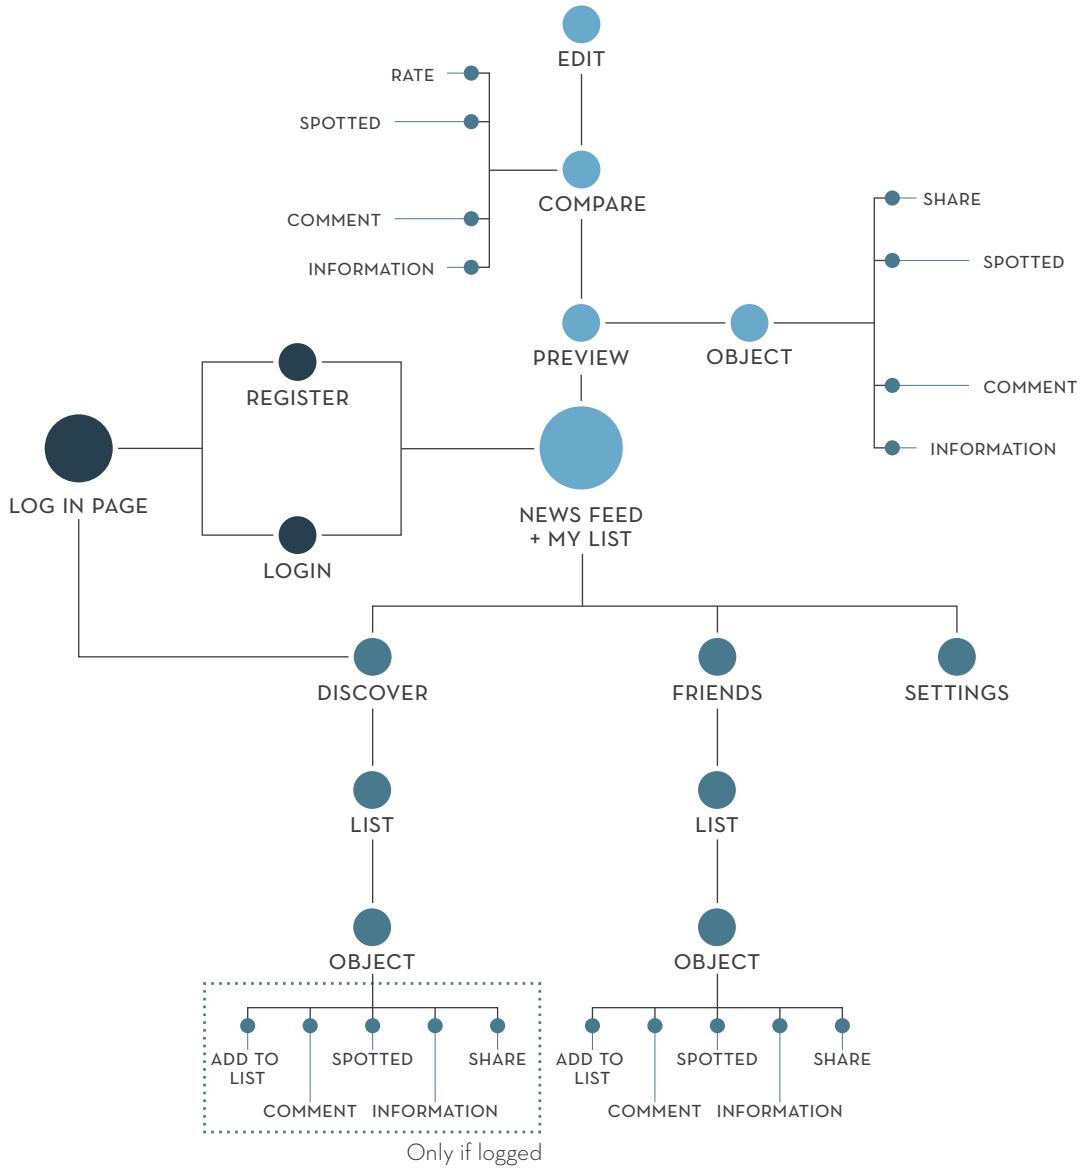 EDIT
RATE
SPOTTED
COMPARE
SHARE
COMMENT
SPOTTED
INFORMATION
PREVIEW
OBJECT
COMMENT
REGISTER
INFORMATION
LOG IN PAGE
NEWS FEED
+ MY LIST
LOGIN
DISCOVER
FRIENDS
SETTINGS
LIST
LIST
OBJECT
OBJECT
ADD TO
LIST
SPOTTED
SHARE
COMMENT
INFORMATION
ADD TO
LIST
SPOTTED
SHARE
COMMENT
INFORMATION
Only if logged